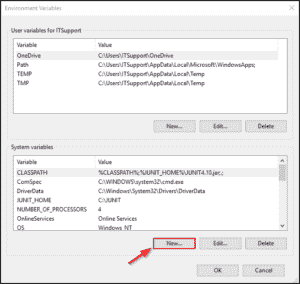 Environment Variables
User variables for ITSupport
Variable Value
OneDrive C:\Users\ITSupport\OneDrive
Path C:\Users\ITSupport\AppData\Local\Microsoft\WindowsApps;
TEMP C:\Users\ITSupport\AppData\Local\Temp
TMP C:\Users\ITSupport\AppData\Local\Temp
New... Edit... Delete
System variables
Variable Value
CLASSPATH %CLASSPATH%;%JUNIT_HOME%\JUNIT4.10.jar;;
ComSpec C:\WINDOWS\system32\cmd.exe
DriverData C:\Windows\System32\Drivers\DriverData
JUNIT_HOME C:\JUNIT
NUMBER_OF_PROCESSORS 4
OnlineServices Online Services
OS Windows_NT
New... Edit... Delete
OK Cancel